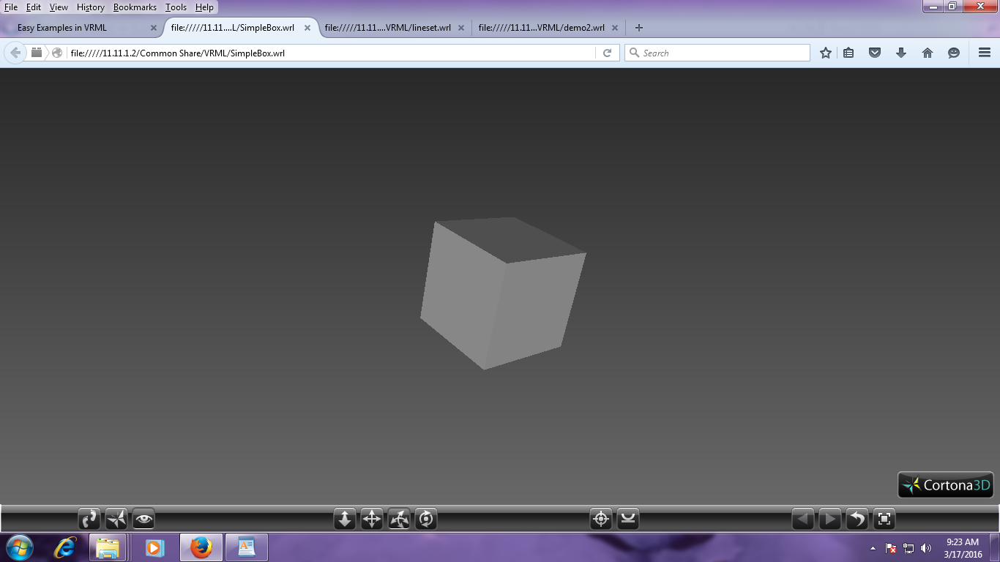 File Edit View History Bookmarks Tools Help
Easy Examples in VRML file://///11.11....L/SimpleBox.wrl file://///11.11....VRML/lineset.wrl file://///11.11...VRML/demo2.wrl
file://///11.11.1.2/Common Share/VRML/SimpleBox.wrl Search
Cortona3D
9:23 AM
3/17/2016